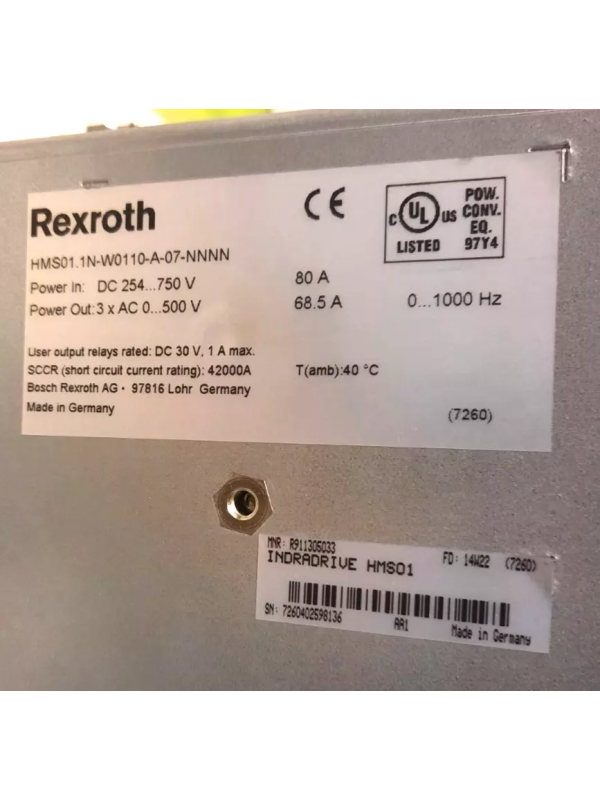 Rexroth
CE
C UL US LISTED
POW.
CONV.
EQ.
97Y4
HMS01.1N-W0110-A-07-NNNN
Power In: DC 254...750 V 80 A
Power Out: 3 x AC 0...500 V 68.5 A 0...1000 Hz
User output relays rated: DC 30 V, 1 A max.
SCCR (short circuit current rating): 42000A T(amb):40 °C
Bosch Rexroth AG • 97816 Lohr Germany
Made in Germany (7260)
MNR: R911305033 FD: 14W22 (7260)
INDRADRIVE HMS01
SN: 7260402598136 AA1 Made in Germany